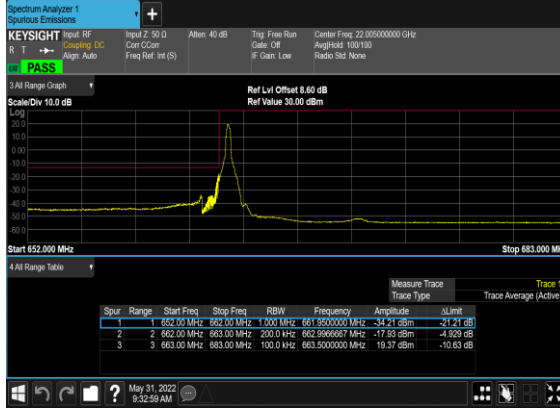 Spectrum Analyzer 1
Spurious Emissions
+
KEYSIGHT Input: RF Input Z: 50 Ω Atten: 40 dB Trig: Free Run Center Freq: 22.005000000 GHz
R T Coupling: DC Corr CCorr Gate: Off Avg|Hold: 100/100
Align: Auto Freq Ref: Int (S) IF Gain: Low Radio Std: None
PASS
3 All Range Graph
Ref Lvl Offset 8.60 dB
Scale/Div 10.0 dB Ref Value 30.00 dBm
Log
20.0
10.0
0.00
-10.0
-20.0
-30.0
-40.0
-50.0
-60.0
Start 652.000 MHz Stop 683.000 MH
4 All Range Table
Measure Trace Trace 1
Trace Type Trace Average (Active
Spur Range Start Freq Stop Freq RBW Frequency Amplitude ΔLimit
1 1 652.00 MHz 662.00 MHz 1.000 MHz 661.9500000 MHz -34.21 dBm -21.21 dB
2 2 662.00 MHz 663.00 MHz 200.0 kHz 662.9966667 MHz -17.93 dBm -4.929 dB
3 3 663.00 MHz 683.00 MHz 100.0 kHz 663.5000000 MHz 19.37 dBm -10.63 dB
? May 31, 2022
9:32:59 AM